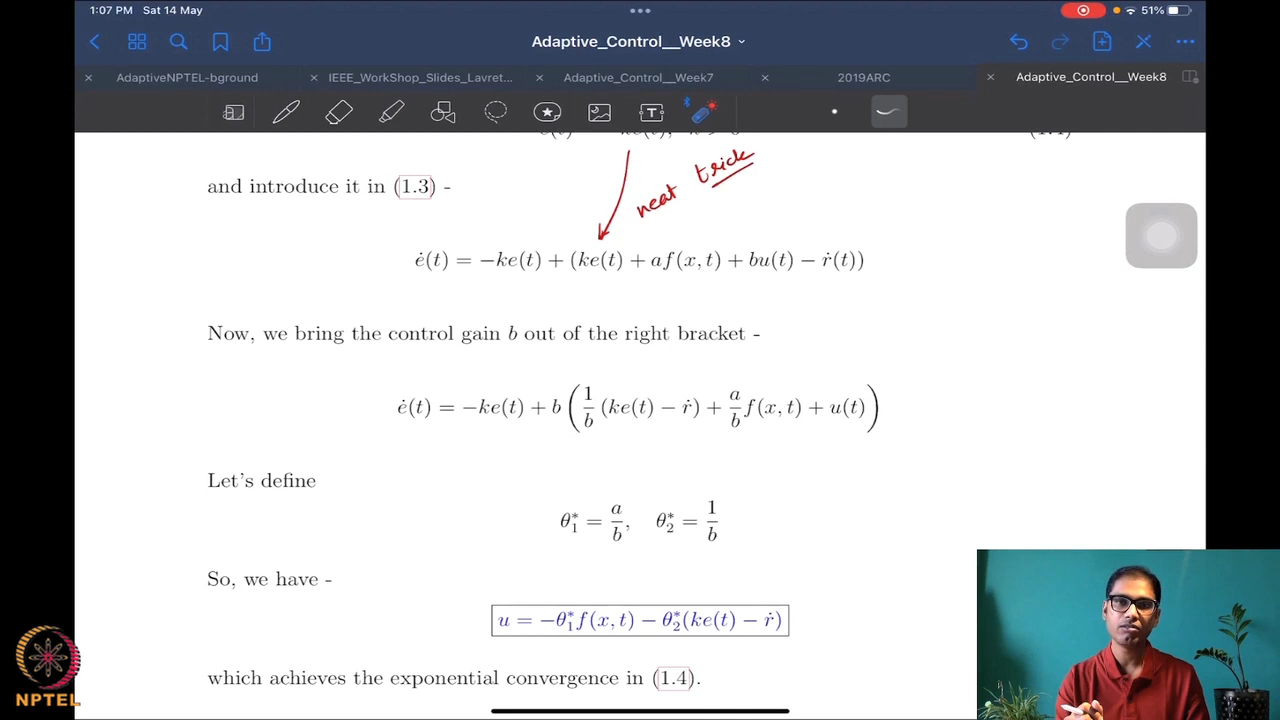 1:07 PM Sat 14 May
51%
Adaptive_Control__Week8
AdaptiveNPTEL-bground
IEEE_WorkShop_Slides_Lavret...
Adaptive_Control__Week7
2019ARC
Adaptive_Control__Week8
and introduce it in (1.3) -
neat trick
ė(t) = −ke(t) + (ke(t) + af(x, t) + bu(t) − ṙ(t))
Now, we bring the control gain b out of the right bracket -
ė(t) = −ke(t) + b (1/b (ke(t) − ṙ) + a/b f(x, t) + u(t))
Let's define
θ₁* = a/b, θ₂* = 1/b
So, we have -
u = −θ₁* f(x, t) − θ₂*(ke(t) − ṙ)
which achieves the exponential convergence in (1.4).
NPTEL